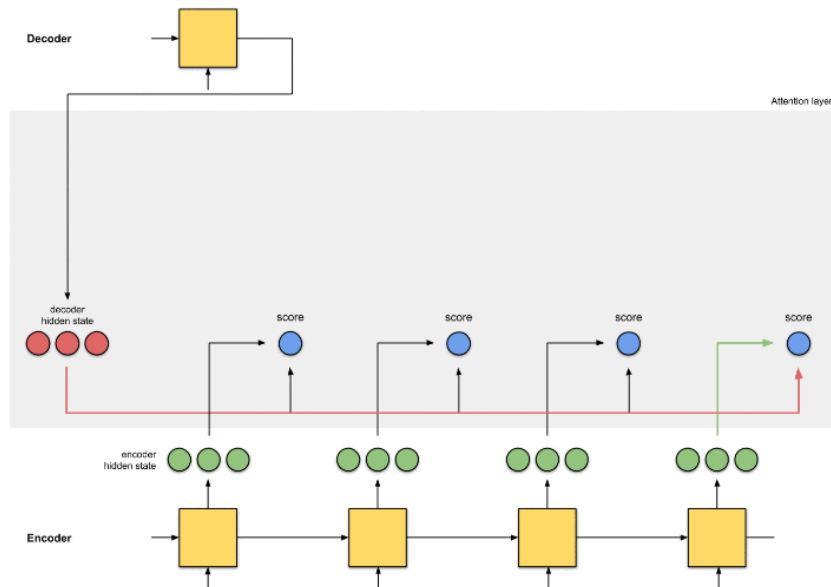 Decoder
Attention layer
decoder
hidden state
score
score
score
score
encoder
hidden state
Encoder